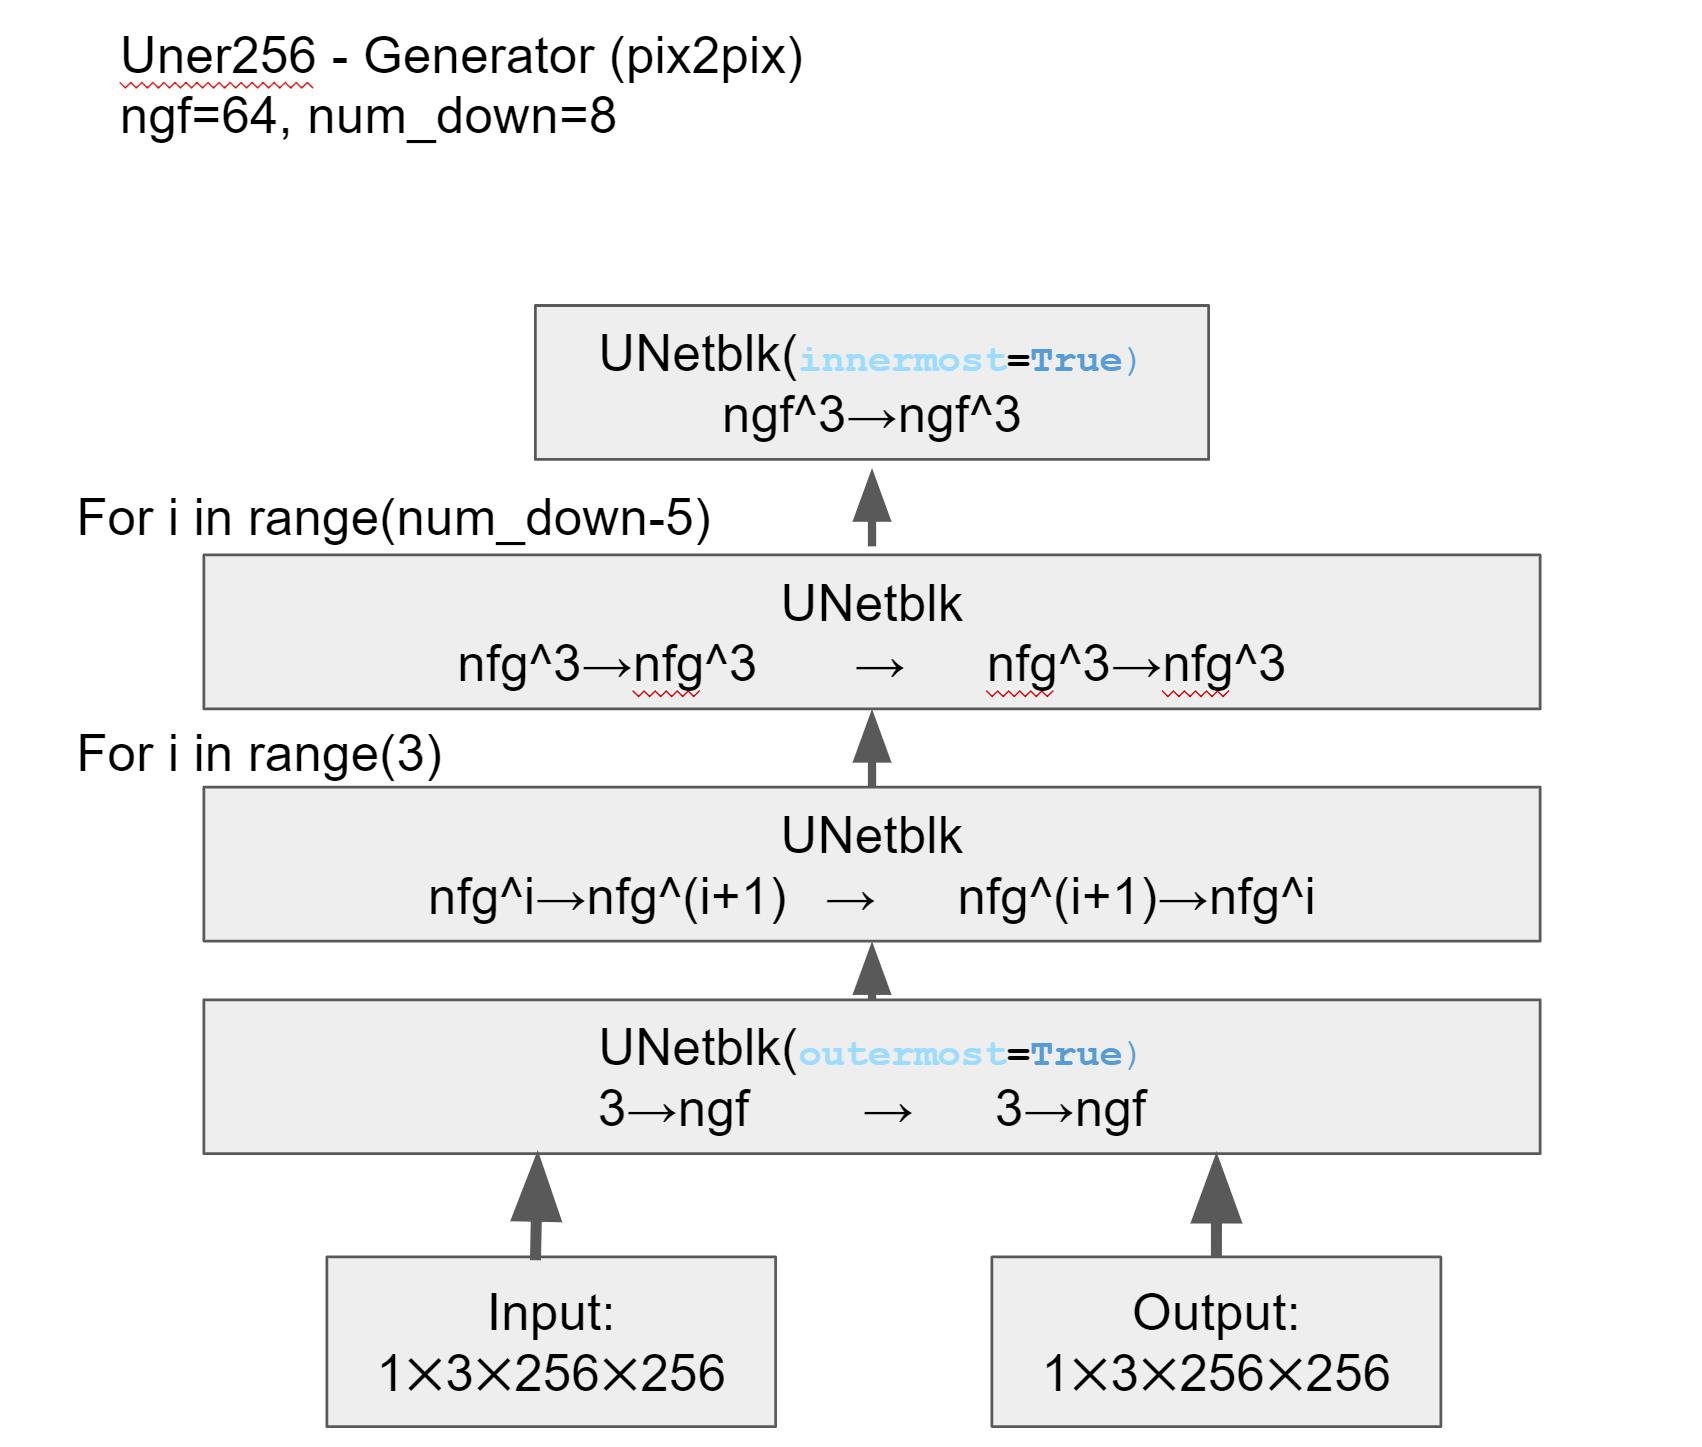 Uner256 - Generator (pix2pix)
ngf=64, num_down=8
UNetblk(innermost=True)
ngf^3→ngf^3
For i in range(num_down-5)
UNetblk
nfg^3→nfg^3 → nfg^3→nfg^3
For i in range(3)
UNetblk
nfg^i→nfg^(i+1) → nfg^(i+1)→nfg^i
UNetblk(outermost=True)
3→ngf → 3→ngf
Input:
1×3×256×256
Output:
1×3×256×256